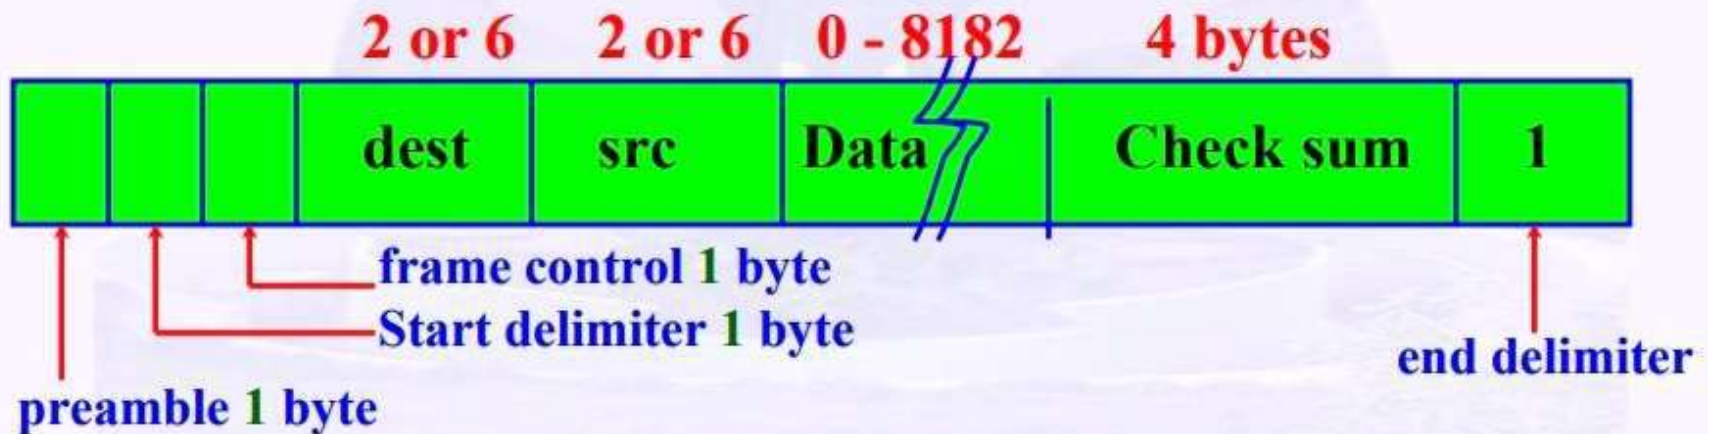 2 or 6 2 or 6 0 - 8182 4 bytes
dest src Data Check sum 1
frame control 1 byte
Start delimiter 1 byte
end delimiter
preamble 1 byte